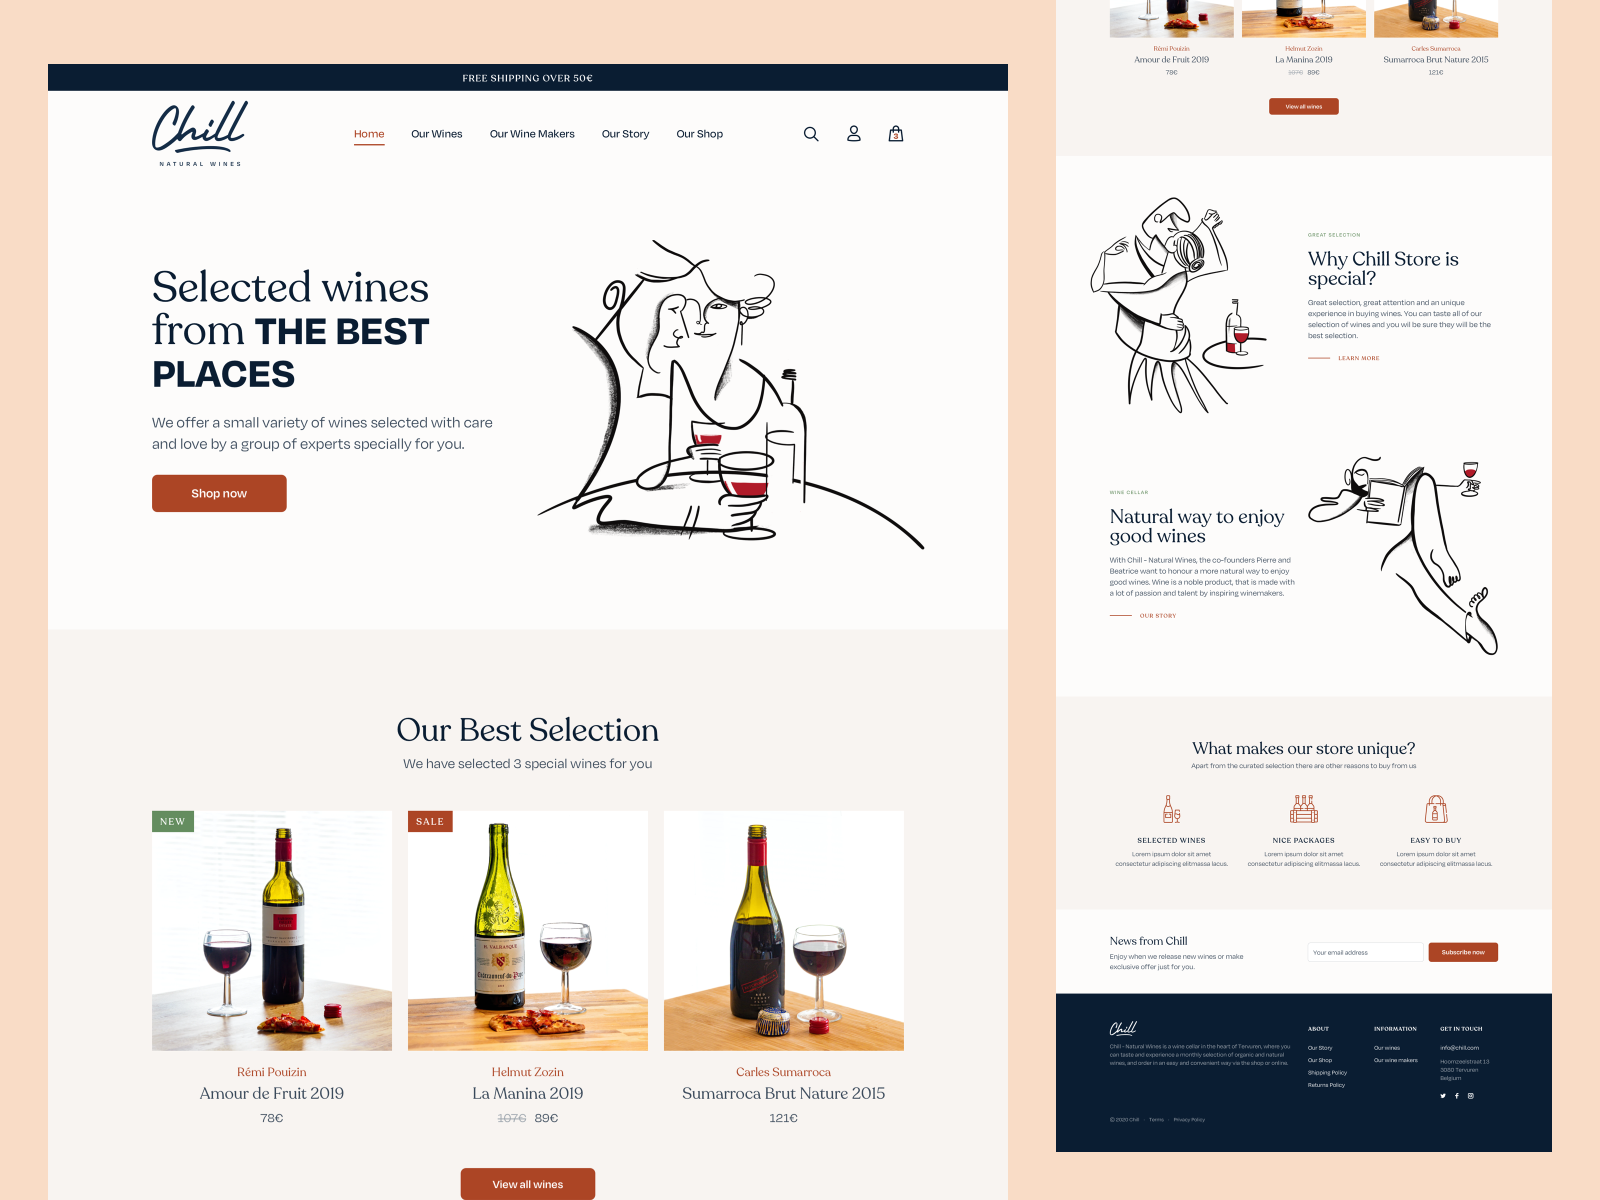 FREE SHIPPING OVER 50€
Chill
NATURAL WINES
Home
Our Wines
Our Wine Makers
Our Story
Our Shop
3
Selected wines
from THE BEST
PLACES
We offer a small variety of wines selected with care
and love by a group of experts specially for you.
Shop now
Our Best Selection
We have selected 3 special wines for you
NEW
SALE
H. VALBASQUE
Châteauneuf-du-Pape
Rémi Pouizin
Amour de Fruit 2019
78€
Helmut Zozin
La Manina 2019
107€ 89€
Carles Sumarroca
Sumarroca Brut Nature 2015
121€
View all wines
Rémi Pouizin
Amour de Fruit 2019
78€
Helmut Zozin
La Manina 2019
107€ 89€
Carles Sumarroca
Sumarroca Brut Nature 2015
121€
View all wines
GREAT SELECTION
Why Chill Store is
special?
Great selection, great attention and an unique
experience in buying wines. You can taste all of our
selection of wines and you wil be sure they will be the
best selection.
LEARN MORE
WINE CELLAR
Natural way to enjoy
good wines
With Chill - Natural Wines, the co-founders Pierre and
Beatrice want to honour a more natural way to enjoy
good wines. Wine is a noble product, that is made with
a lot of passion and talent by inspiring winemakers.
OUR STORY
What makes our store unique?
Apart from the curated selection there are other reasons to buy from us
SELECTED WINES
Lorem ipsum dolor sit amet
consectetur adipiscing elitmassa lacus.
NICE PACKAGES
Lorem ipsum dolor sit amet
consectetur adipiscing elitmassa lacus.
EASY TO BUY
Lorem ipsum dolor sit amet
consectetur adipiscing elitmassa lacus.
News from Chill
Enjoy when we release new wines or make
exclusive offer just for you.
Your email address
Subscribe now
Chill
Chill - Natural Wines is a wine cellar in the heart of Tervuren, where you
can taste and experience a monthly selection of organic and natural
wines, and order in an easy and convenient way via the shop or online.
ABOUT
Our Story
Our Shop
Shipping Policy
Returns Policy
INFORMATION
Our wines
Our wine makers
GET IN TOUCH
info@chill.com
Hoornzeelstraat 13
3080 Tervuren
Belgium
© 2020 Chill · Terms · Privacy Policy